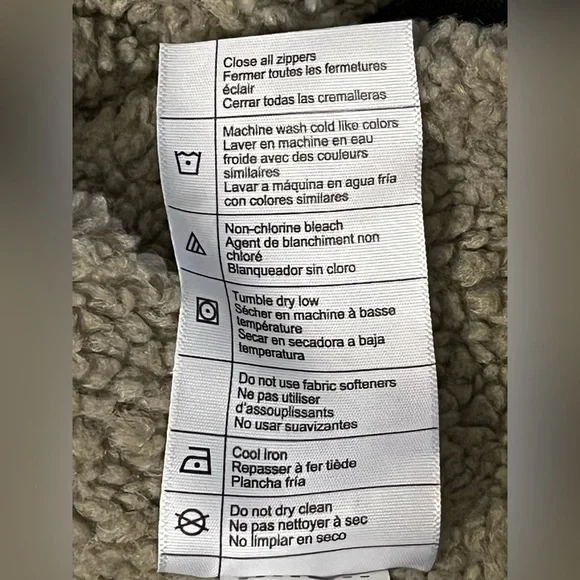 Close all zippers
Fermer toutes les fermetures
éclair
Cerrar todas las cremalleras
Machine wash cold like colors
Laver en machine en eau
froide avec des couleurs
similaires
Lavar a máquina en agua fría
con colores similares
Non-chlorine bleach
Agent de blanchiment non
chloré
Blanqueador sin cloro
Tumble dry low
Sécher en machine à basse
température
Secar en secadora a baja
temperatura
Do not use fabric softeners
Ne pas utiliser
d'assouplissants
No usar suavizantes
Cool iron
Repasser à fer tiède
Plancha fría
Do not dry clean
Ne pas nettoyer à sec
No limpiar en seco